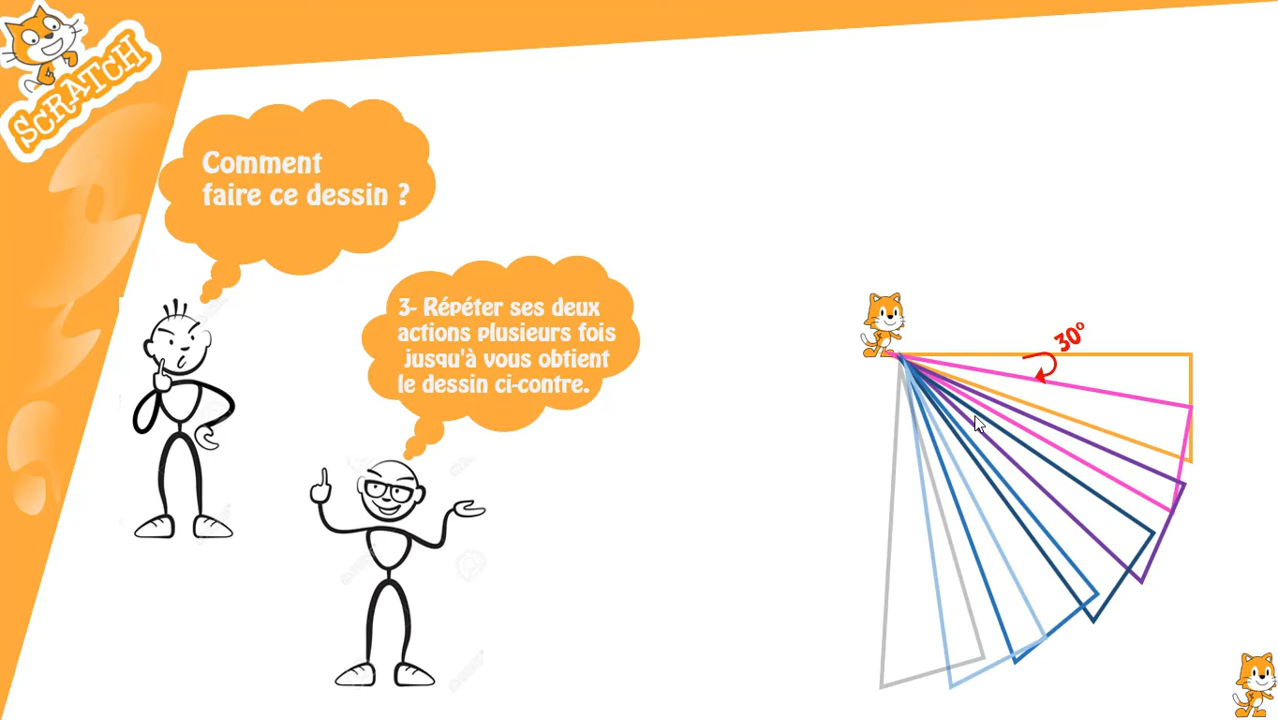 SCRATCH
Comment
faire ce dessin ?
3- Répéter ses deux
actions plusieurs fois
jusqu'à vous obtient
le dessin ci-contre.
30°